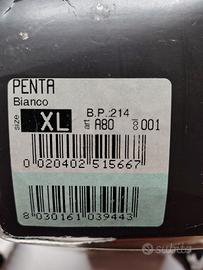 PENTA
Bianco
B.P.:214
size XL art A80 col 001
0 020402 515667
8 030161 039443
subito